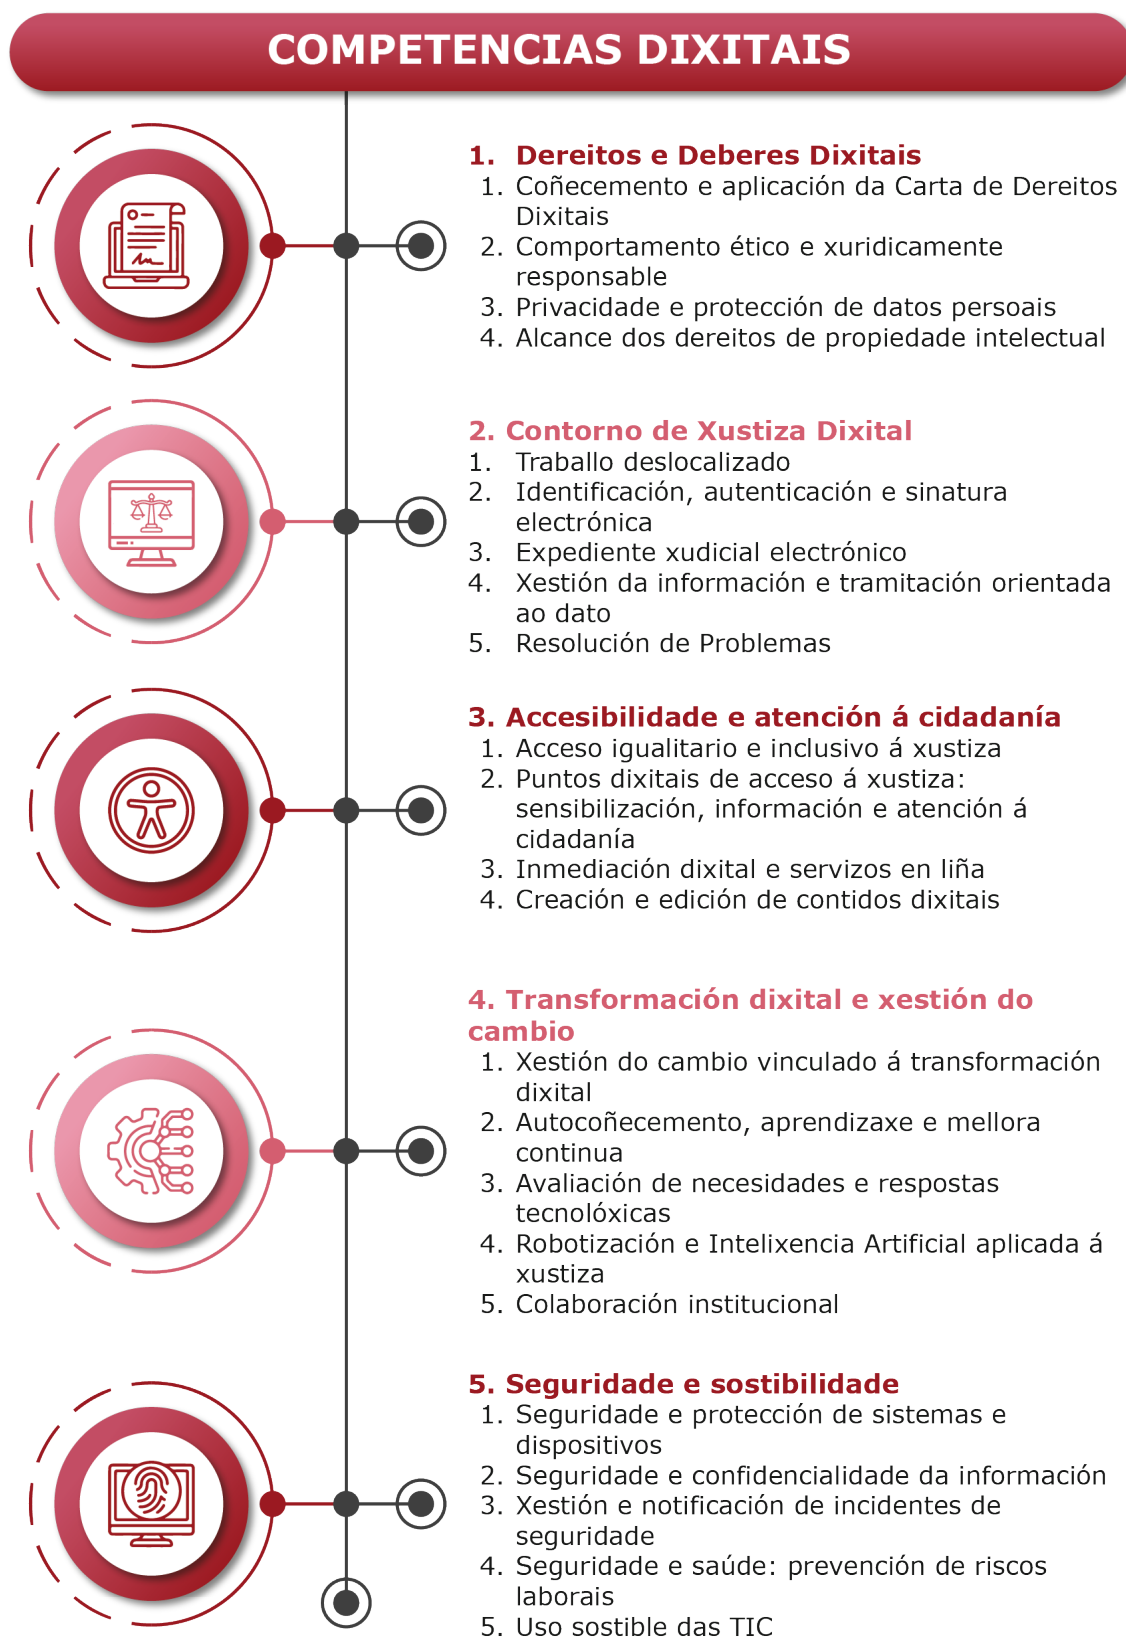 COMPETENCIAS DIXITAIS
1. Dereitos e Deberes Dixitais
1. Coñecemento e aplicación da Carta de Dereitos
Dixitais
2. Comportamento ético e xuridicamente
responsable
3. Privacidade e protección de datos persoais
4. Alcance dos dereitos de propiedade intelectual
2. Contorno de Xustiza Dixital
1. Traballo deslocalizado
2. Identificación, autenticación e sinatura
electrónica
3. Expediente xudicial electrónico
4. Xestión da información e tramitación orientada
ao dato
5. Resolución de Problemas
3. Accesibilidade e atención á cidadanía
1. Acceso igualitario e inclusivo á xustiza
2. Puntos dixitais de acceso á xustiza:
sensibilización, información e atención á
cidadanía
3. Inmediación dixital e servizos en liña
4. Creación e edición de contidos dixitais
4. Transformación dixital e xestión do
cambio
1. Xestión do cambio vinculado á transformación
dixital
2. Autocoñecemento, aprendizaxe e mellora
continua
3. Avaliación de necesidades e respostas
tecnolóxicas
4. Robotización e Intelixencia Artificial aplicada á
xustiza
5. Colaboración institucional
5. Seguridade e sostibilidade
1. Seguridade e protección de sistemas e
dispositivos
2. Seguridade e confidencialidade da información
3. Xestión e notificación de incidentes de
seguridade
4. Seguridade e saúde: prevención de riscos
laborais
5. Uso sostible das TIC